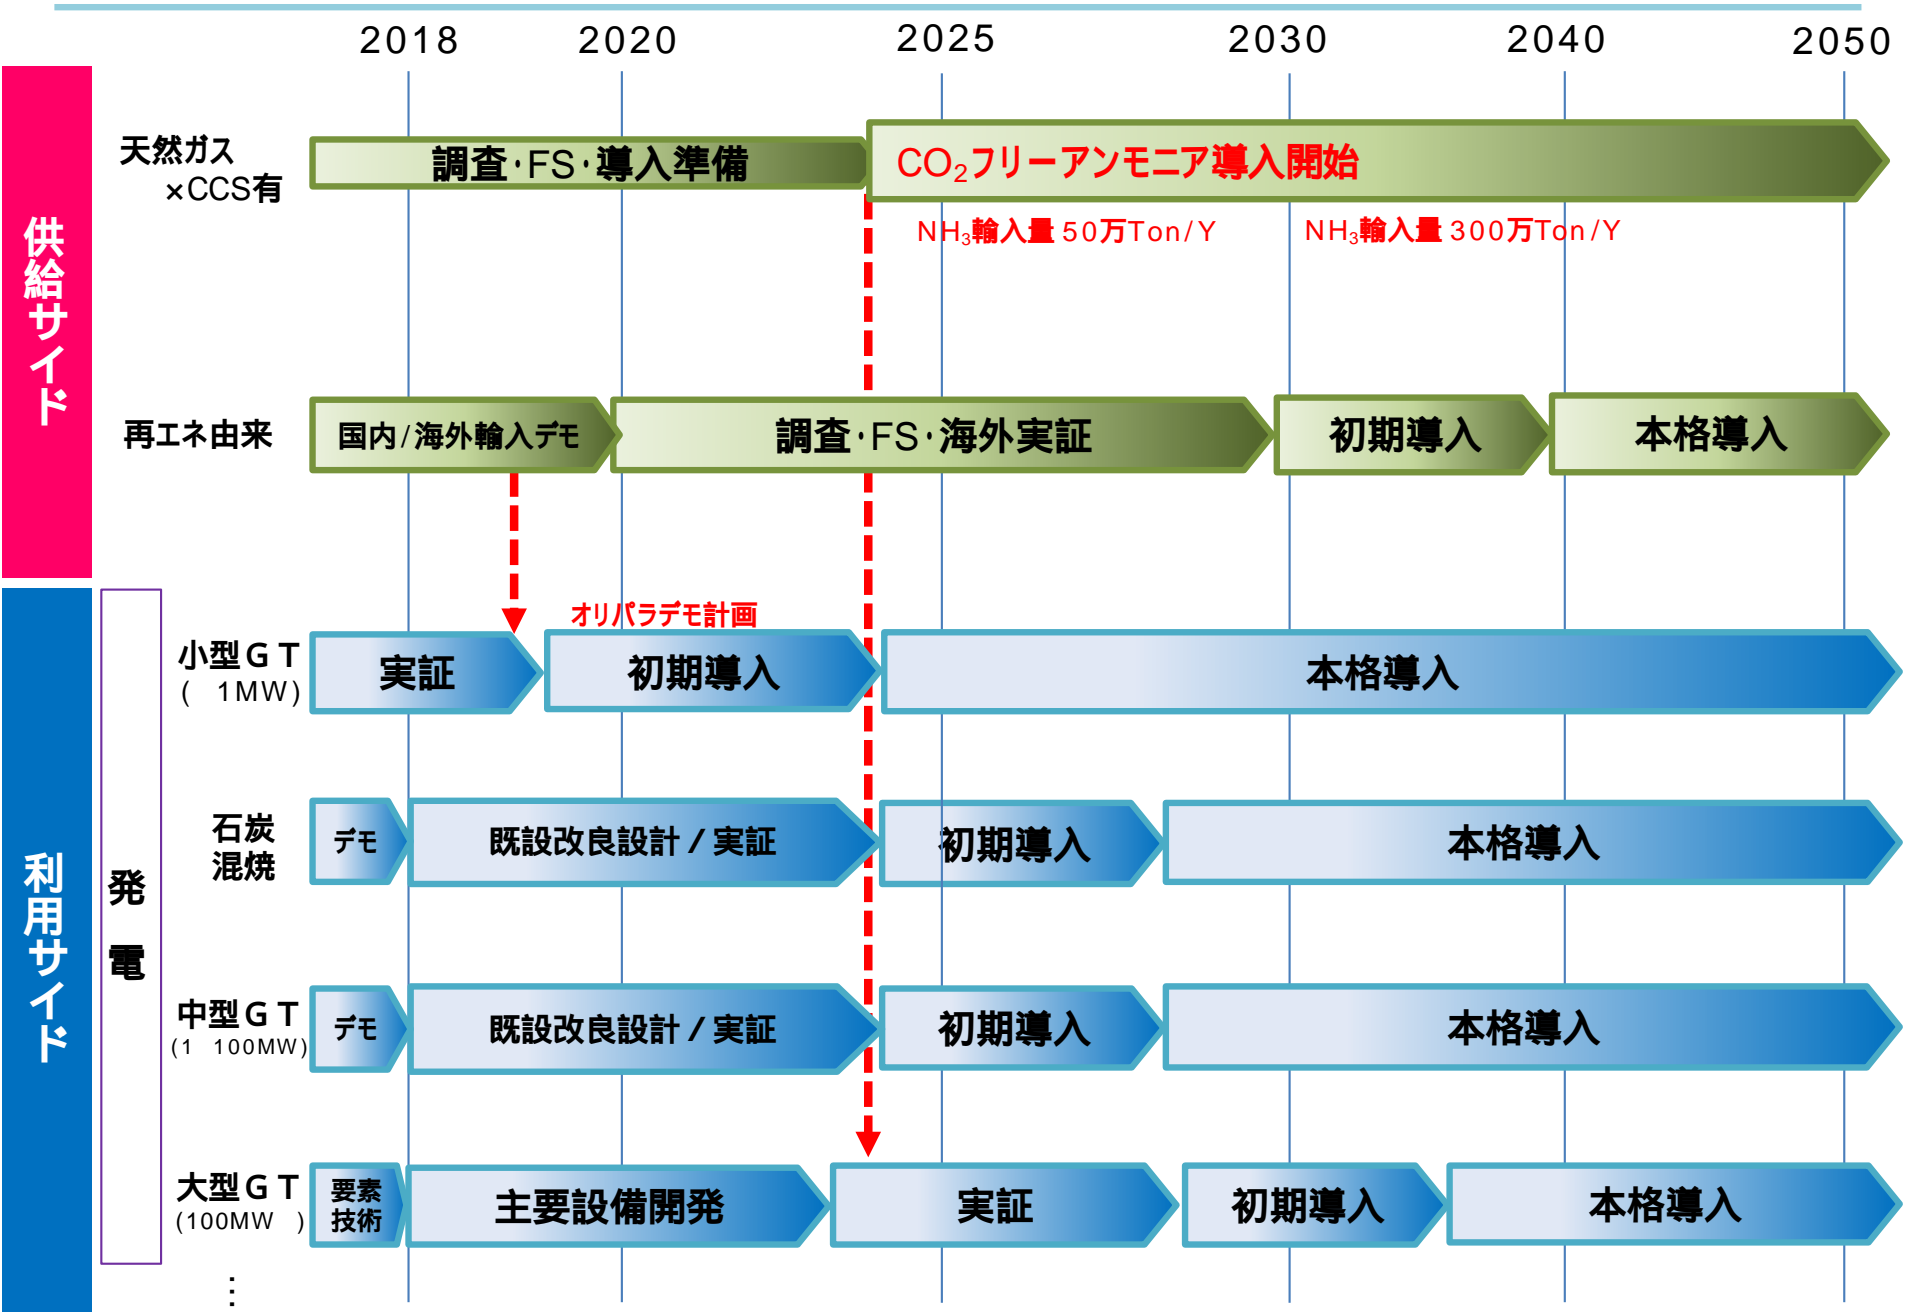 2018 2020 2025 2030 2040 2050
供給サイド
天然ガス
×CCS有
調査・FS・導入準備
CO₂フリーアンモニア導入開始
NH₃輸入量 50万Ton/Y
NH₃輸入量 300万Ton/Y
再エネ由来
国内/海外輸入デモ
調査・FS・海外実証
初期導入
本格導入
利用サイド
発電
オリパラデモ計画
小型GT
( 1MW)
実証
初期導入
本格導入
石炭
混焼
デモ
既設改良設計/実証
初期導入
本格導入
中型GT
(1 100MW)
デモ
既設改良設計/実証
初期導入
本格導入
大型GT
(100MW )
要素
技術
主要設備開発
実証
初期導入
本格導入
⋮